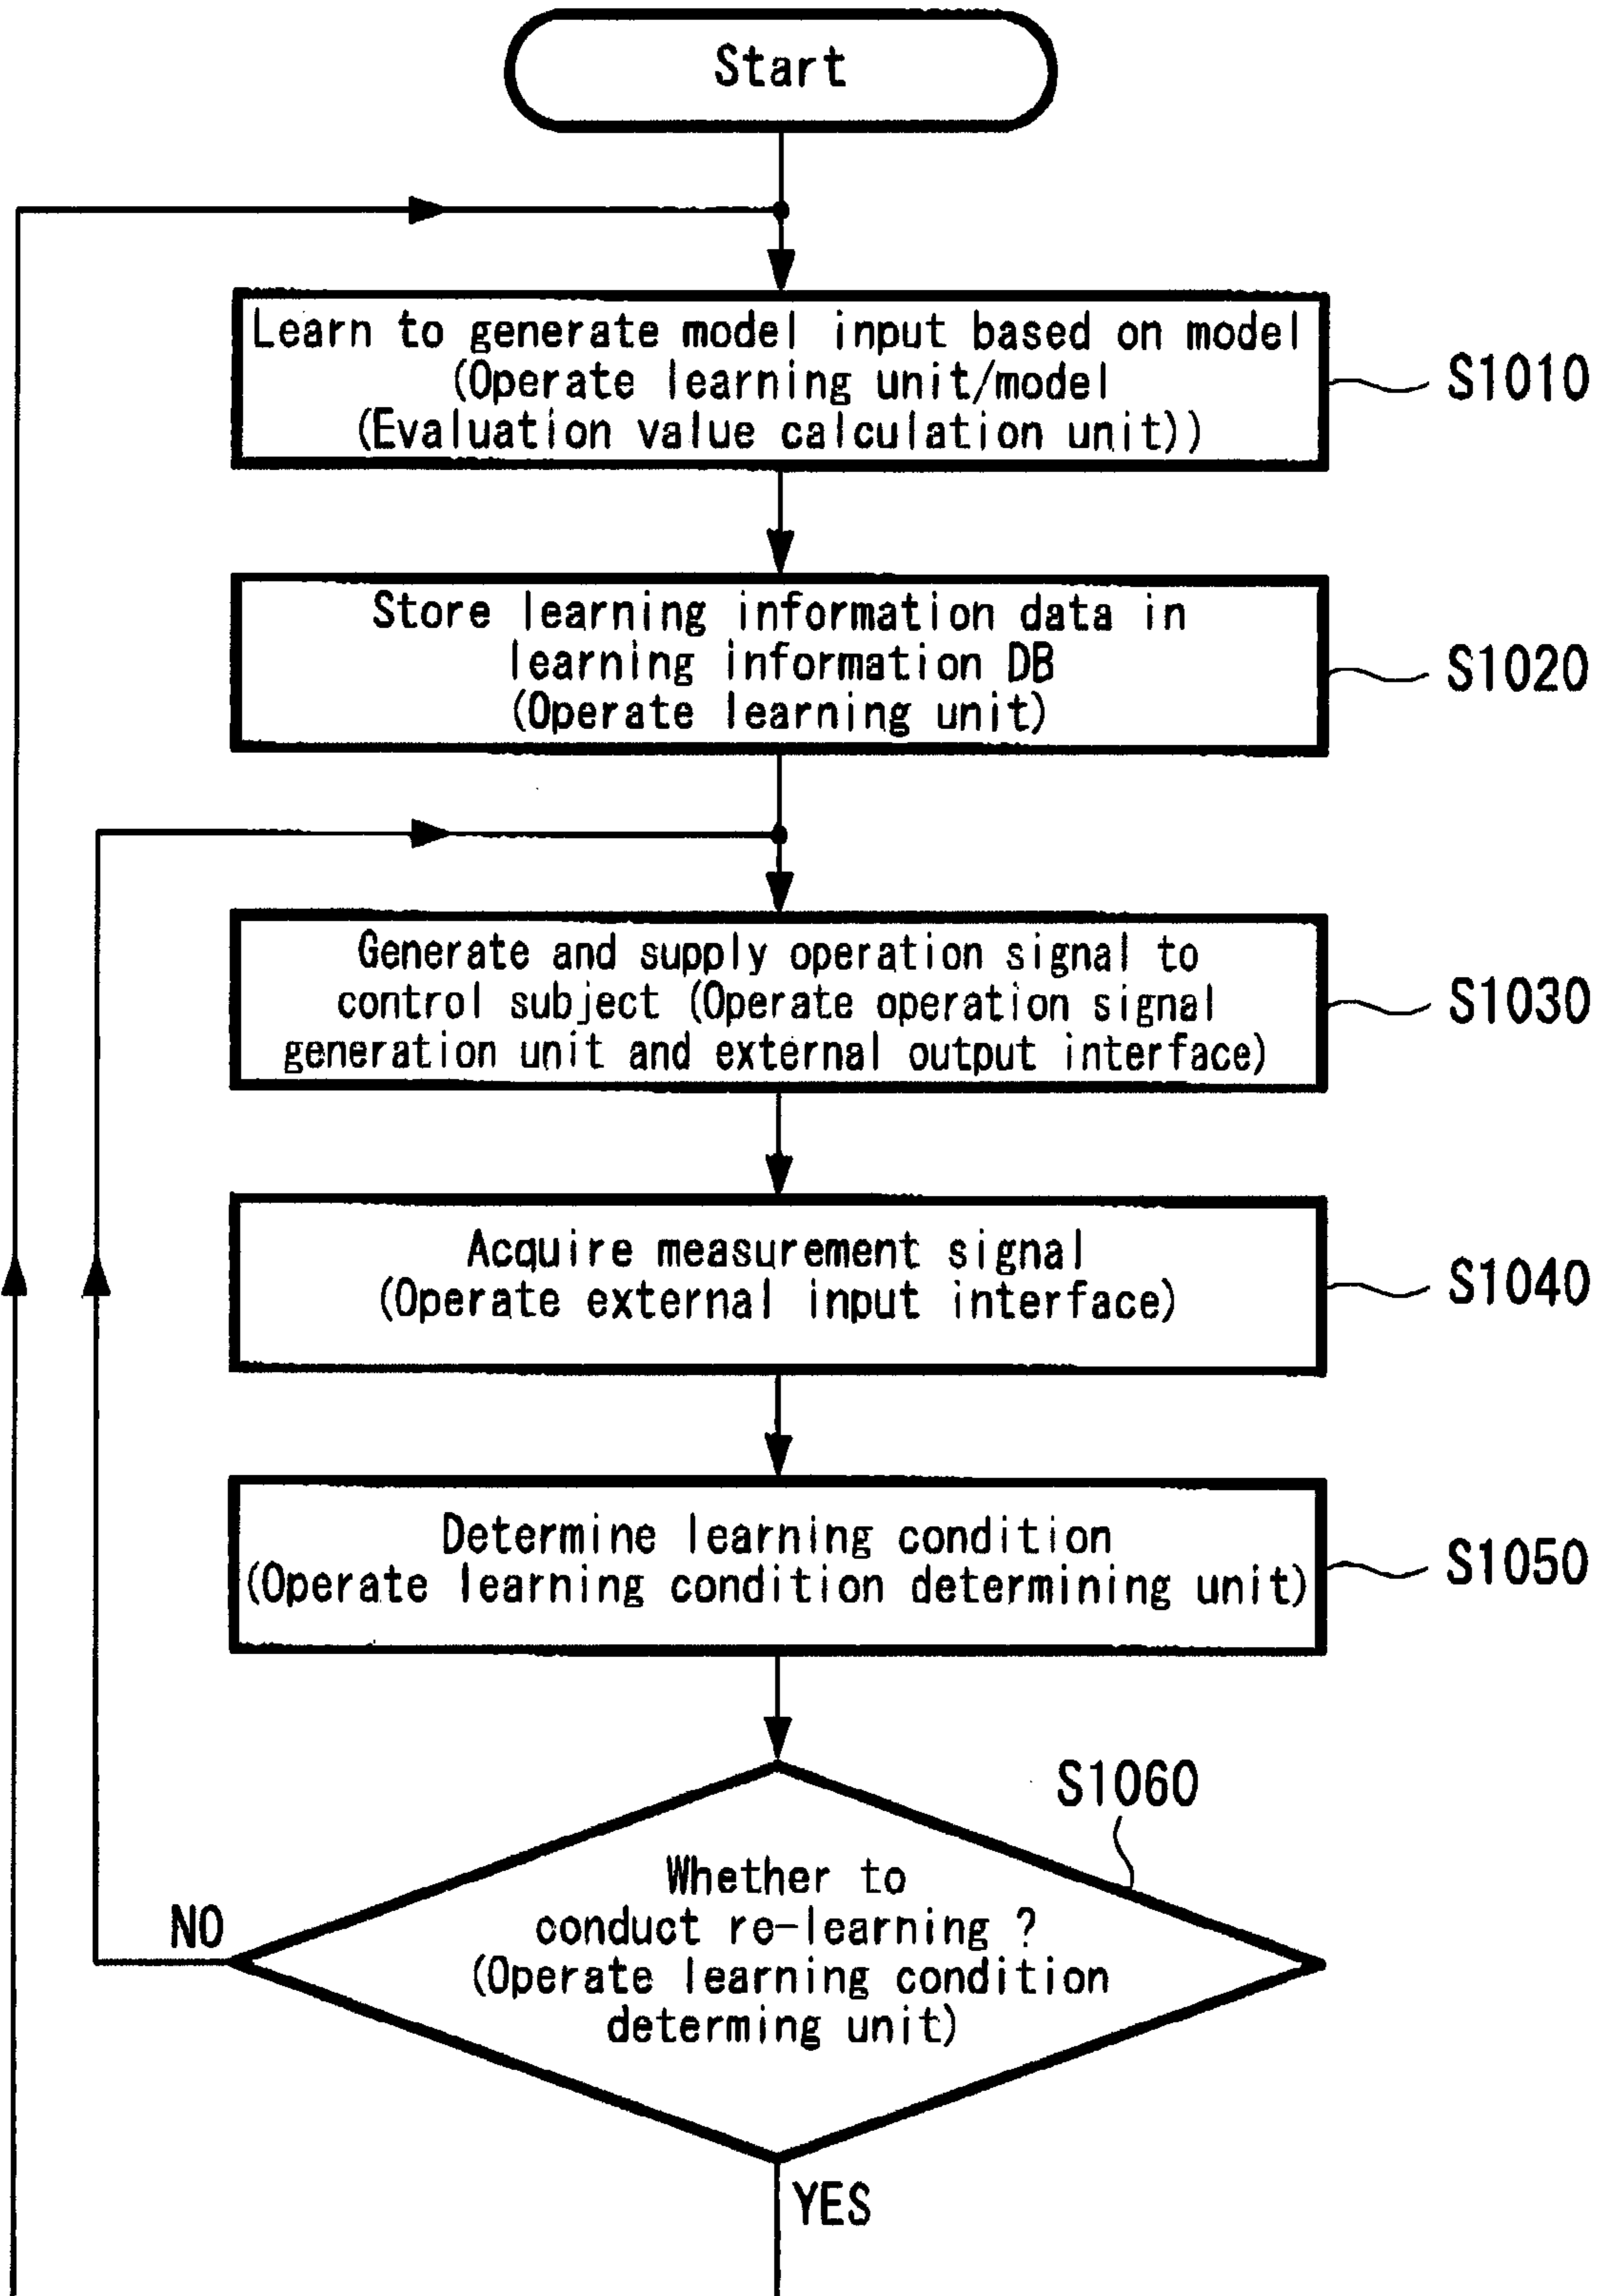 Start
Learn to generate model input based on model
(Operate learning unit/model
(Evaluation value calculation unit))
S1010
Store learning information data in
learning information DB
(Operate learning unit)
S1020
Generate and supply operation signal to
control subject (Operate operation signal
generation unit and external output interface)
S1030
Acquire measurement signal
(Operate external input interface)
S1040
Determine learning condition
(Operate learning condition determining unit)
S1050
S1060
Whether to
conduct re-learning ?
(Operate learning condition
determing unit)
NO
YES